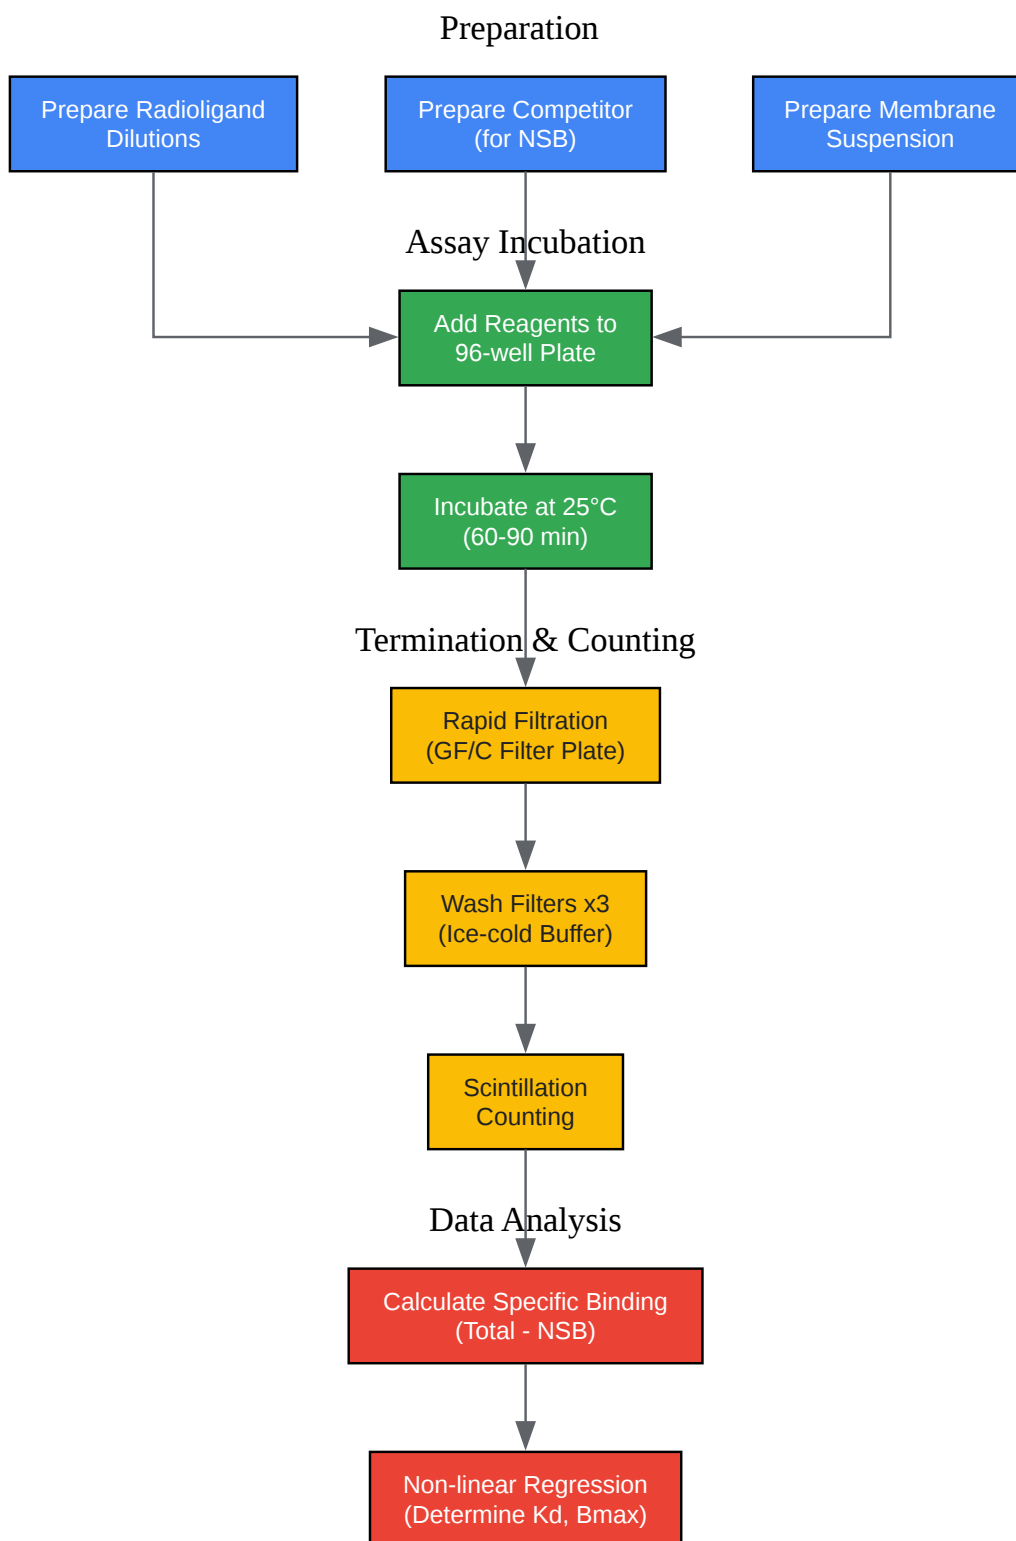 Preparation
Prepare Radioligand
Dilutions
Prepare Competitor
(for NSB)
Prepare Membrane
Suspension
Assay Incubation
Add Reagents to
96-well Plate
Incubate at 25°C
(60-90 min)
Termination & Counting
Rapid Filtration
(GF/C Filter Plate)
Wash Filters x3
(Ice-cold Buffer)
Scintillation
Counting
Data Analysis
Calculate Specific Binding
(Total - NSB)
Non-linear Regression
(Determine Kd, Bmax)